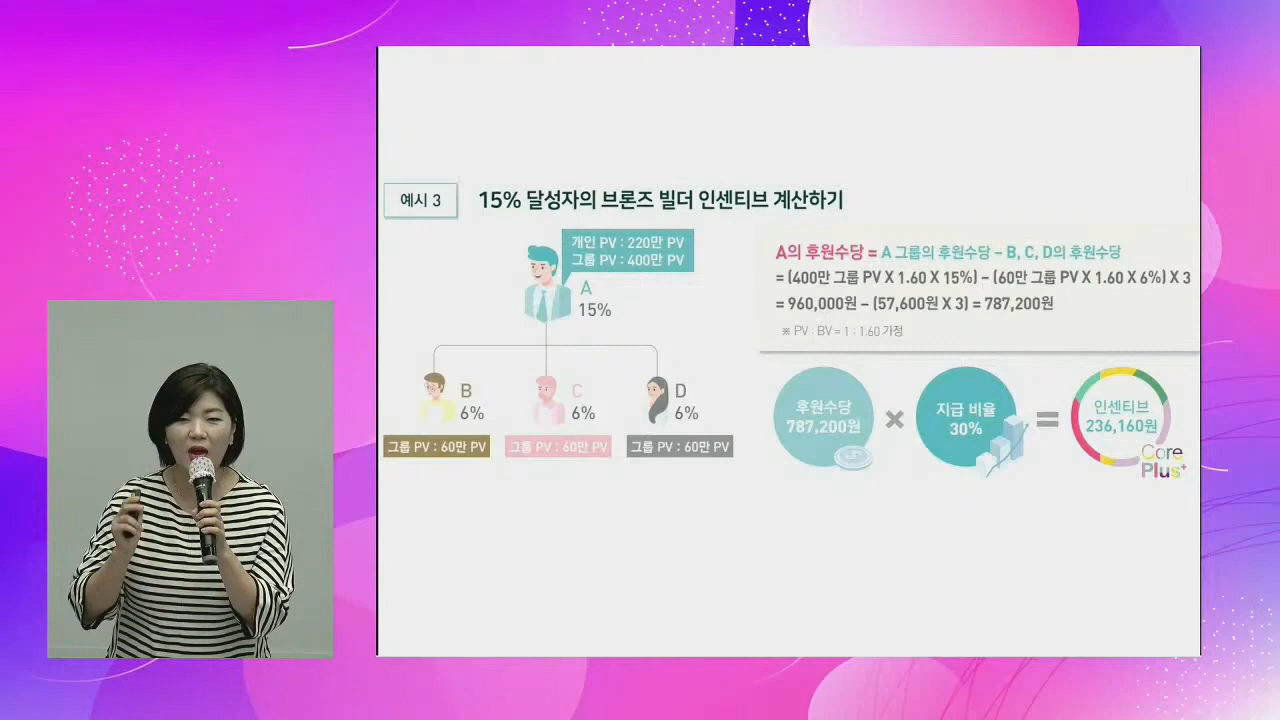 예시 3
15% 달성자의 브론즈 빌더 인센티브 계산하기
개인 PV : 220만 PV
그룹 PV : 400만 PV
A
15%
B
6%
C
6%
D
6%
그룹 PV : 60만 PV
그룹 PV : 60만 PV
그룹 PV : 60만 PV
A의 후원수당 = A 그룹의 후원수당 – B, C, D의 후원수당
= (400만 그룹 PV X 1.60 X 15%) – (60만 그룹 PV X 1.60 X 6%) X 3
= 960,000원 – (57,600원 X 3) = 787,200원
※ PV : BV = 1 : 1.60 가정
후원수당
787,200원
×
지급 비율
30%
=
인센티브
236,160원
Core
Plus+